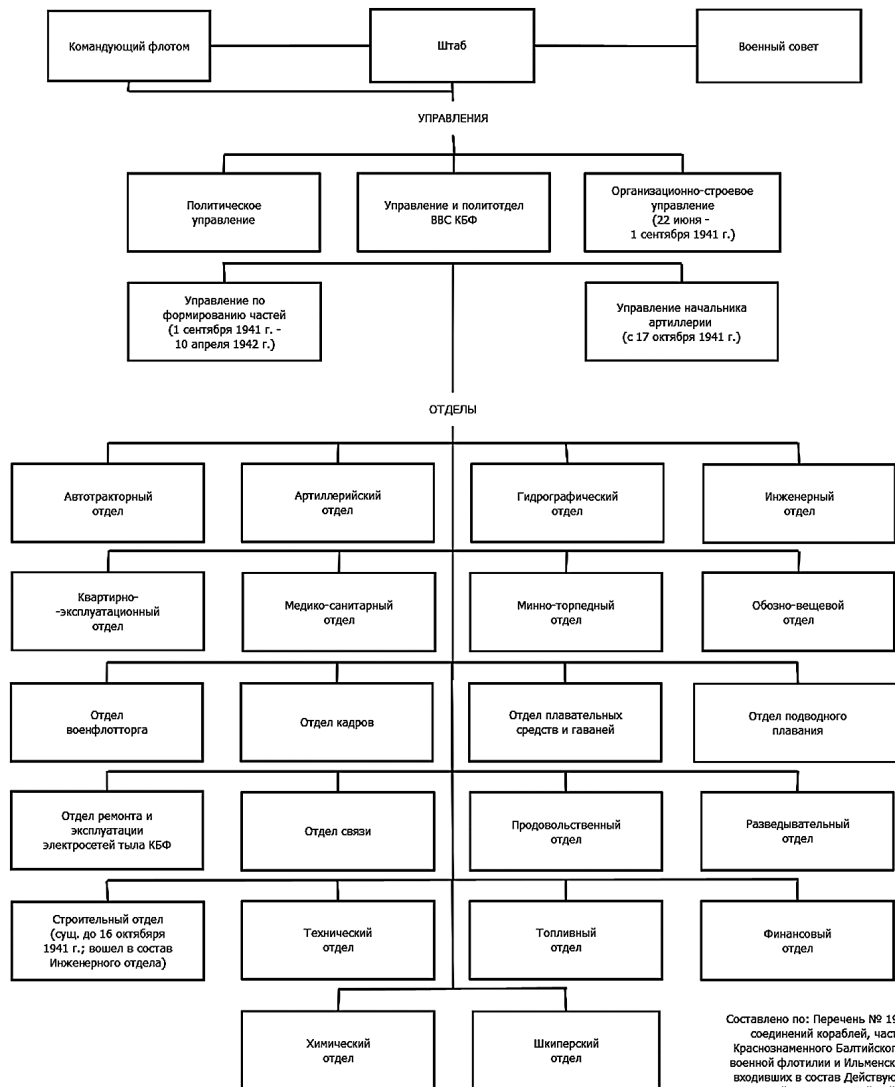 Командующий флотом
Штаб
Военный совет
УПРАВЛЕНИЯ
Политическое
управление
Управление и политотдел
ВВС КБФ
Организационно-строевое
управление
(22 июня -
1 сентября 1941 г.)
Управление по
формированию частей
(1 сентября 1941 г. -
10 апреля 1942 г.)
Управление начальника
артиллерии
(с 17 октября 1941 г.)
ОТДЕЛЫ
Автотракторный
отдел
Артиллерийский
отдел
Гидрографический
отдел
Инженерный
отдел
Квартирно-
-эксплуатационный
отдел
Медико-санитарный
отдел
Минно-торпедный
отдел
Обозно-вещевой
отдел
Отдел
военфлотторга
Отдел кадров
Отдел плавательных
средств и гаваней
Отдел подводного
плавания
Отдел ремонта и
эксплуатации
электросетей тыла КБФ
Отдел связи
Продовольственный
отдел
Разведывательный
отдел
Строительный отдел
(сущ. до 16 октябяря
1941 г.; вошел в состав
Инженерного отдела)
Технический
отдел
Топливный
отдел
Финансовый
отдел
Химический
отдел
Шкиперский
отдел
Составлено по: Перечень № 19
соединений кораблей, част
Краснознаменного Балтийског
военной флотилии и Ильменск
входивших в состав Действую